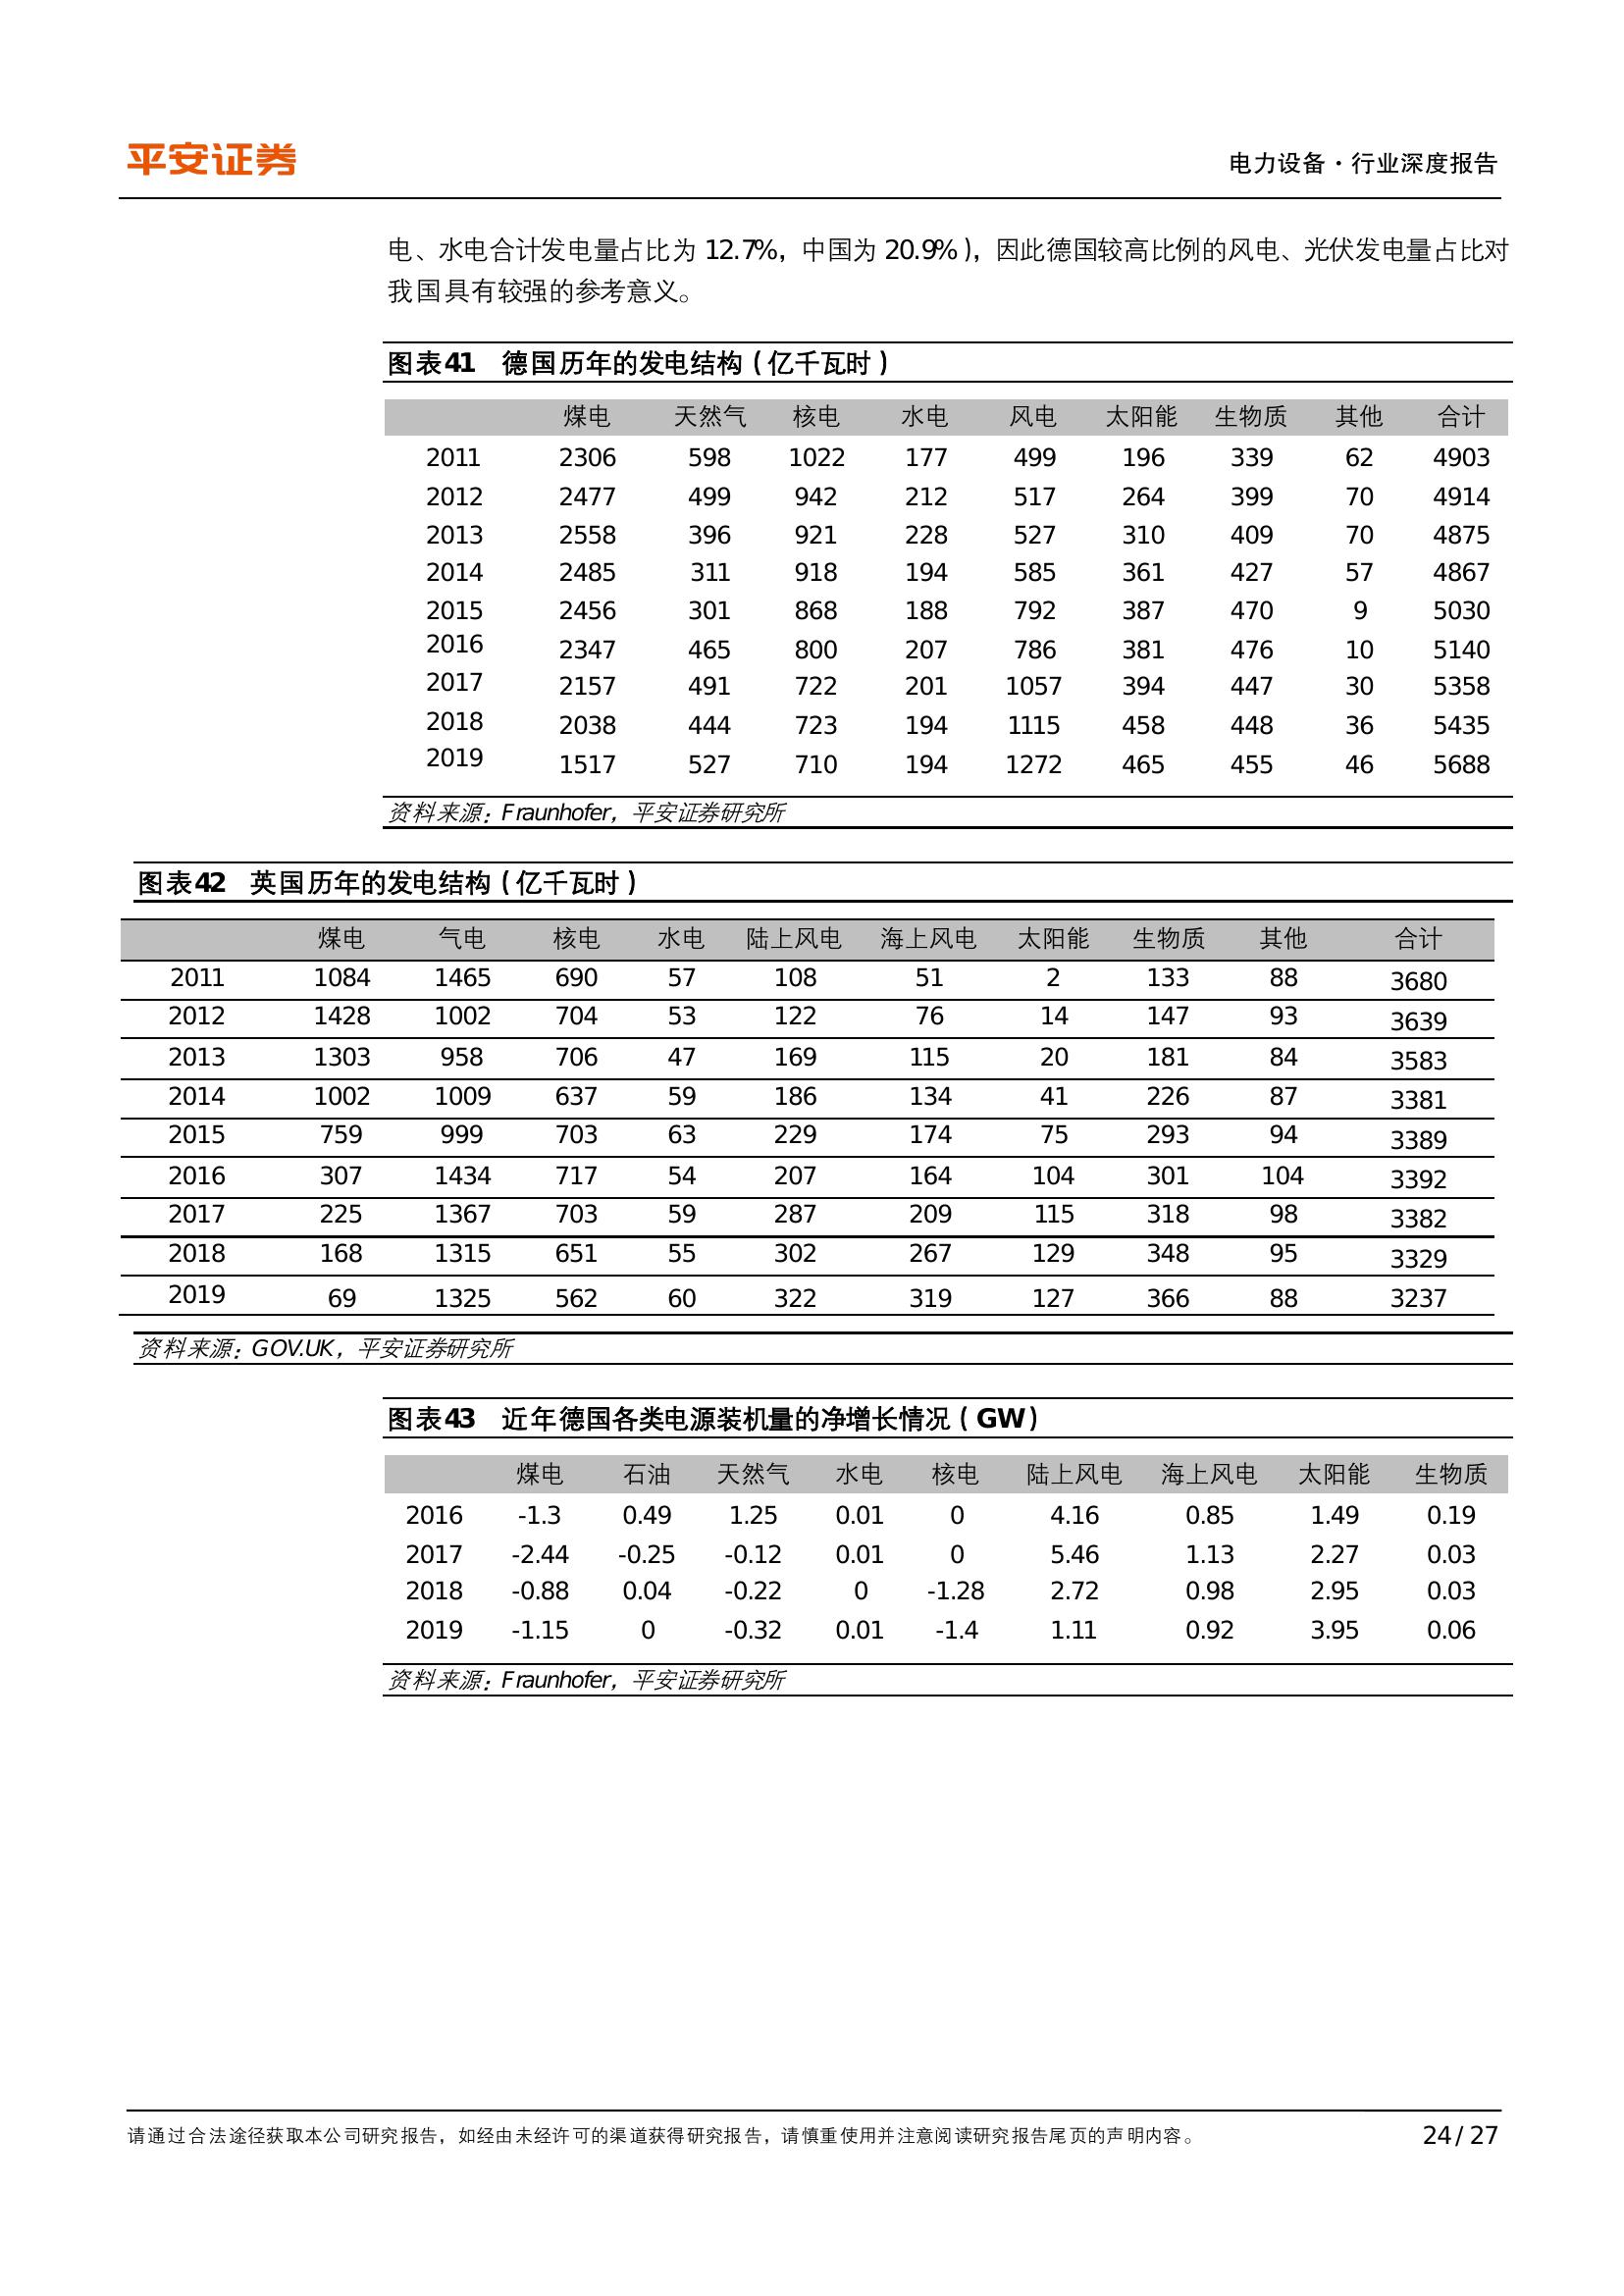 平安证券
电力设备·行业深度报告
电、水电合计发电量占比为 12.7%，中国为 20.9%），因此德国较高比例的风电、光伏发电量占比对
我国具有较强的参考意义。
图表41 德国历年的发电结构（亿千瓦时）
煤电 天然气 核电 水电 风电 太阳能 生物质 其他 合计
2011 2306 598 1022 177 499 196 339 62 4903
2012 2477 499 942 212 517 264 399 70 4914
2013 2558 396 921 228 527 310 409 70 4875
2014 2485 311 918 194 585 361 427 57 4867
2015 2456 301 868 188 792 387 470 9 5030
2016 2347 465 800 207 786 381 476 10 5140
2017 2157 491 722 201 1057 394 447 30 5358
2018 2038 444 723 194 1115 458 448 36 5435
2019 1517 527 710 194 1272 465 455 46 5688
资料来源：Fraunhofer，平安证券研究所
图表42 英国历年的发电结构（亿千瓦时）
煤电 气电 核电 水电 陆上风电 海上风电 太阳能 生物质 其他 合计
2011 1084 1465 690 57 108 51 2 133 88 3680
2012 1428 1002 704 53 122 76 14 147 93 3639
2013 1303 958 706 47 169 115 20 181 84 3583
2014 1002 1009 637 59 186 134 41 226 87 3381
2015 759 999 703 63 229 174 75 293 94 3389
2016 307 1434 717 54 207 164 104 301 104 3392
2017 225 1367 703 59 287 209 115 318 98 3382
2018 168 1315 651 55 302 267 129 348 95 3329
2019 69 1325 562 60 322 319 127 366 88 3237
资料来源：GOV.UK，平安证券研究所
图表43 近年德国各类电源装机量的净增长情况（GW）
煤电 石油 天然气 水电 核电 陆上风电 海上风电 太阳能 生物质
2016 -1.3 0.49 1.25 0.01 0 4.16 0.85 1.49 0.19
2017 -2.44 -0.25 -0.12 0.01 0 5.46 1.13 2.27 0.03
2018 -0.88 0.04 -0.22 0 -1.28 2.72 0.98 2.95 0.03
2019 -1.15 0 -0.32 0.01 -1.4 1.11 0.92 3.95 0.06
资料来源：Fraunhofer，平安证券研究所
请通过合法途径获取本公司研究报告，如经由未经许可的渠道获得研究报告，请慎重使用并注意阅读研究报告尾页的声明内容。
24 / 27